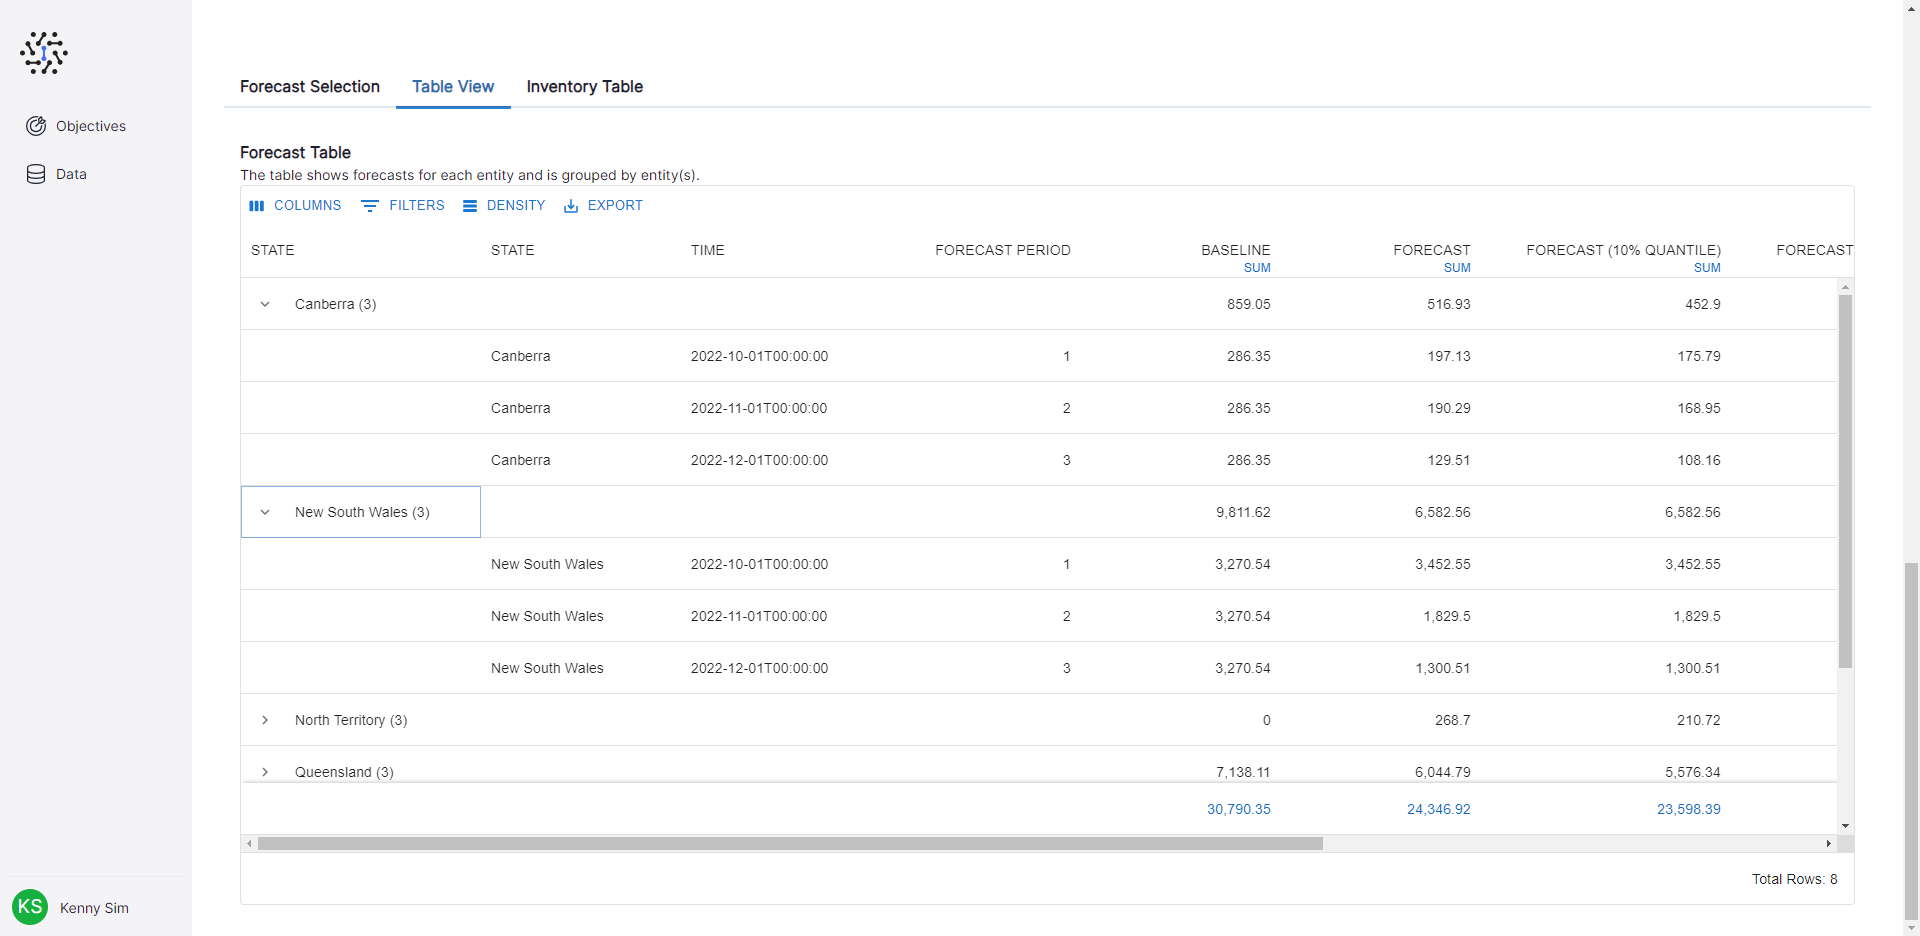 Forecast Selection Table View Inventory Table
Objectives
Data
Forecast Table
The table shows forecasts for each entity and is grouped by entity(s).
COLUMNS FILTERS DENSITY EXPORT
STATE STATE TIME FORECAST PERIOD BASELINE FORECAST FORECAST (10% QUANTILE) FORECAST
SUM SUM SUM
Canberra (3) 859.05 516.93 452.9
Canberra 2022-10-01T00:00:00 1 286.35 197.13 175.79
Canberra 2022-11-01T00:00:00 2 286.35 190.29 168.95
Canberra 2022-12-01T00:00:00 3 286.35 129.51 108.16
New South Wales (3) 9,811.62 6,582.56 6,582.56
New South Wales 2022-10-01T00:00:00 1 3,270.54 3,452.55 3,452.55
New South Wales 2022-11-01T00:00:00 2 3,270.54 1,829.5 1,829.5
New South Wales 2022-12-01T00:00:00 3 3,270.54 1,300.51 1,300.51
North Territory (3) 0 268.7 210.72
Queensland (3) 7,138.11 6,044.79 5,576.34
30,790.35 24,346.92 23,598.39
Total Rows: 8
KS Kenny Sim